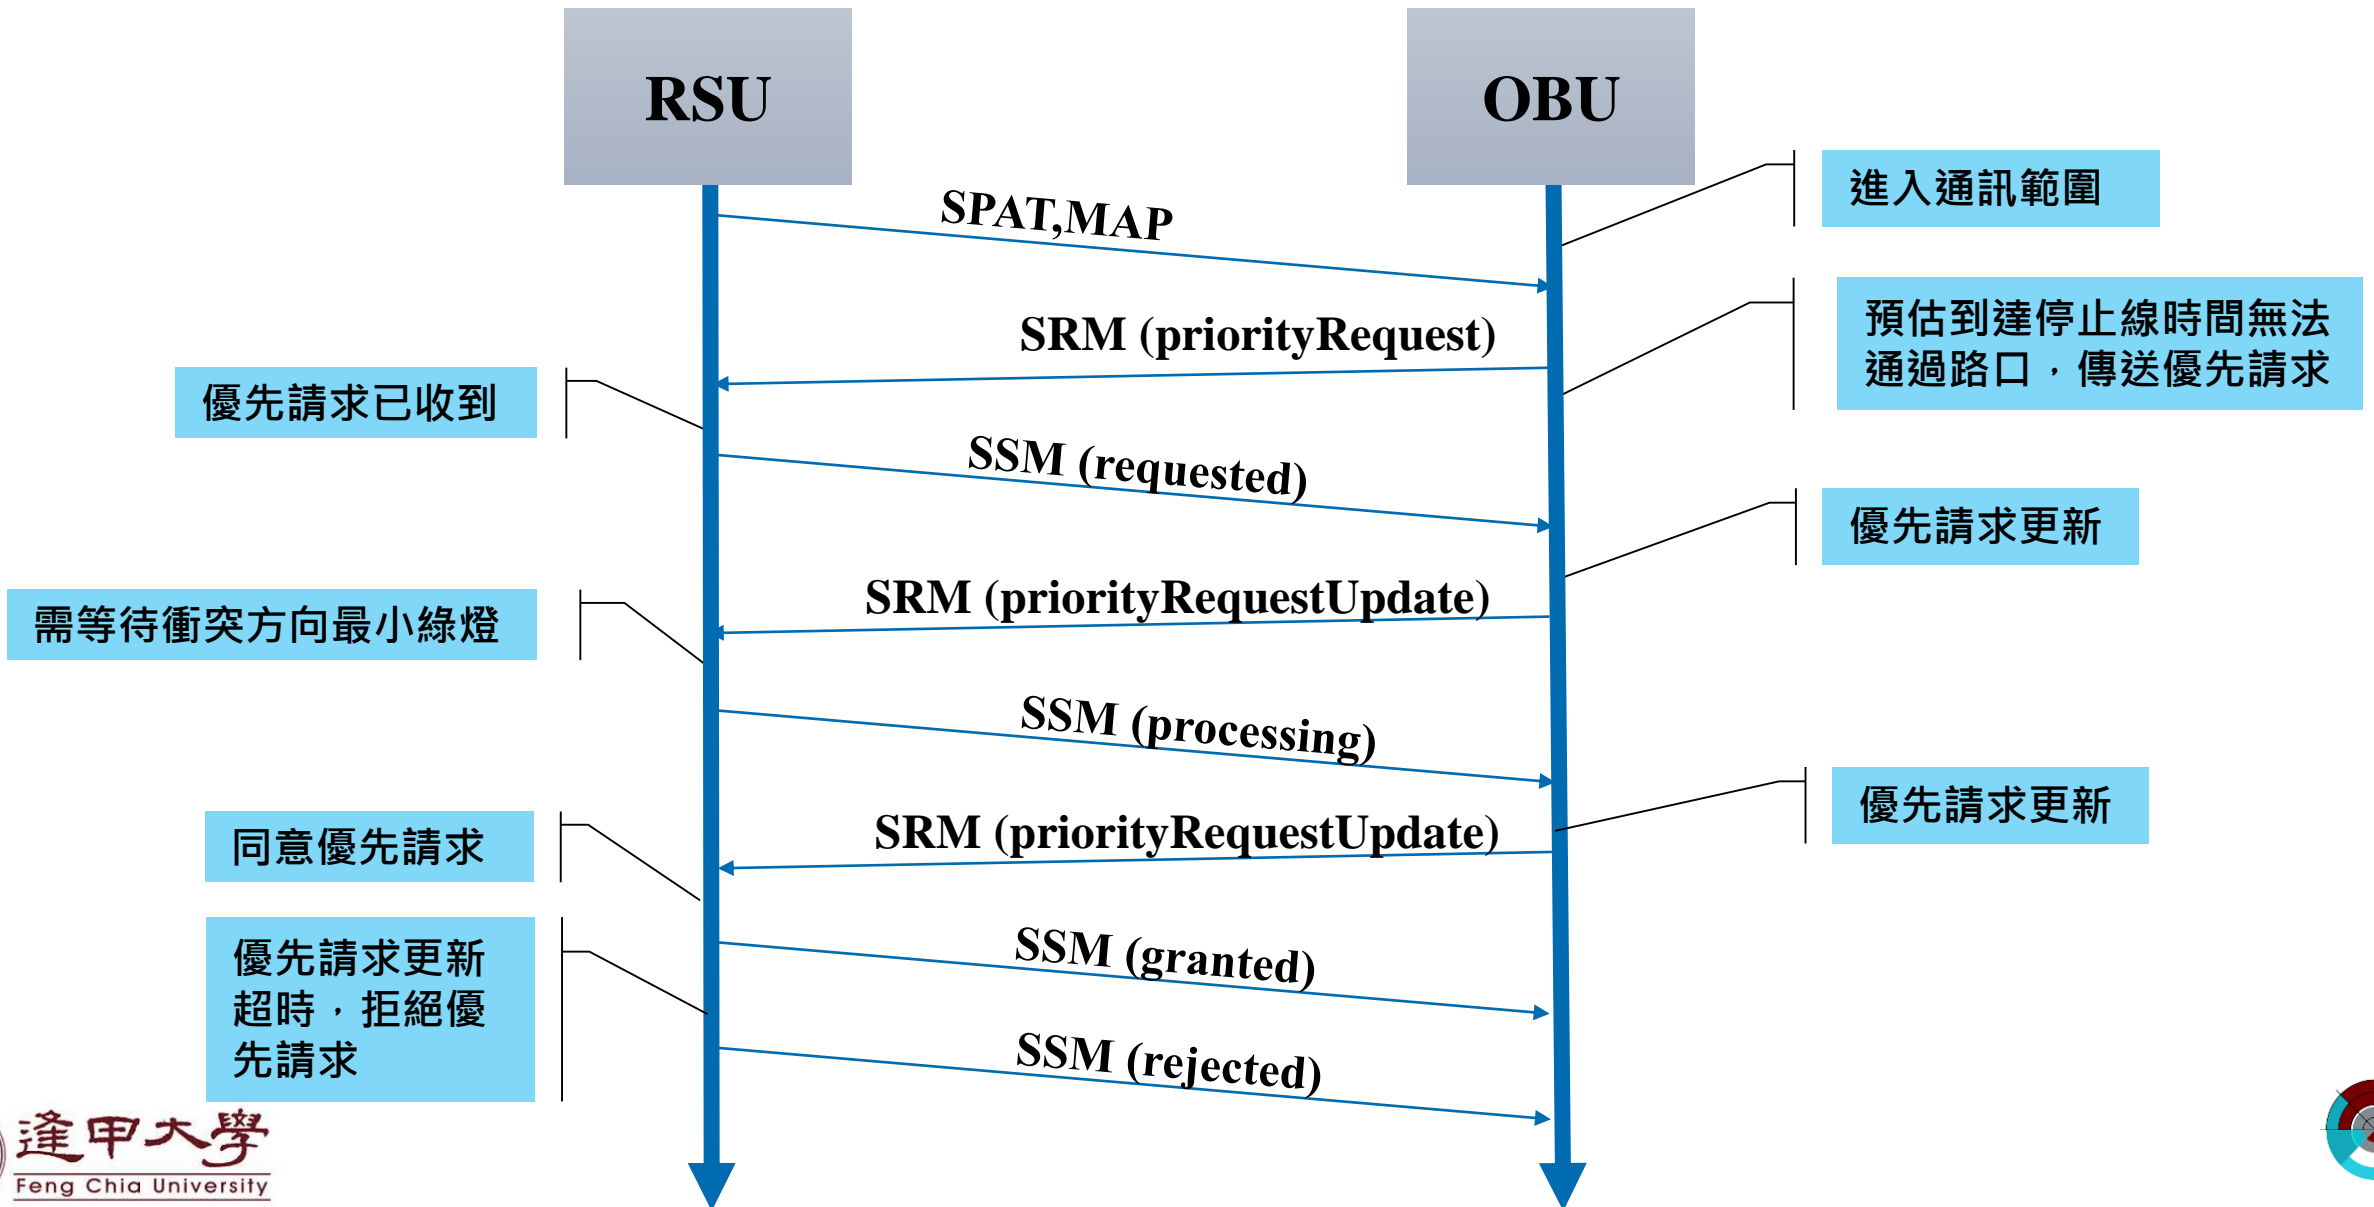 RSU
OBU
進入通訊範圍
SPAT,MAP
預估到達停止線時間無法
通過路口，傳送優先請求
SRM (priorityRequest)
優先請求已收到
SSM (requested)
優先請求更新
SRM (priorityRequestUpdate)
需等待衝突方向最小綠燈
SSM (processing)
優先請求更新
SRM (priorityRequestUpdate)
同意優先請求
SSM (granted)
優先請求更新
超時，拒絕優
先請求
SSM (rejected)
逢甲大學
Feng Chia University